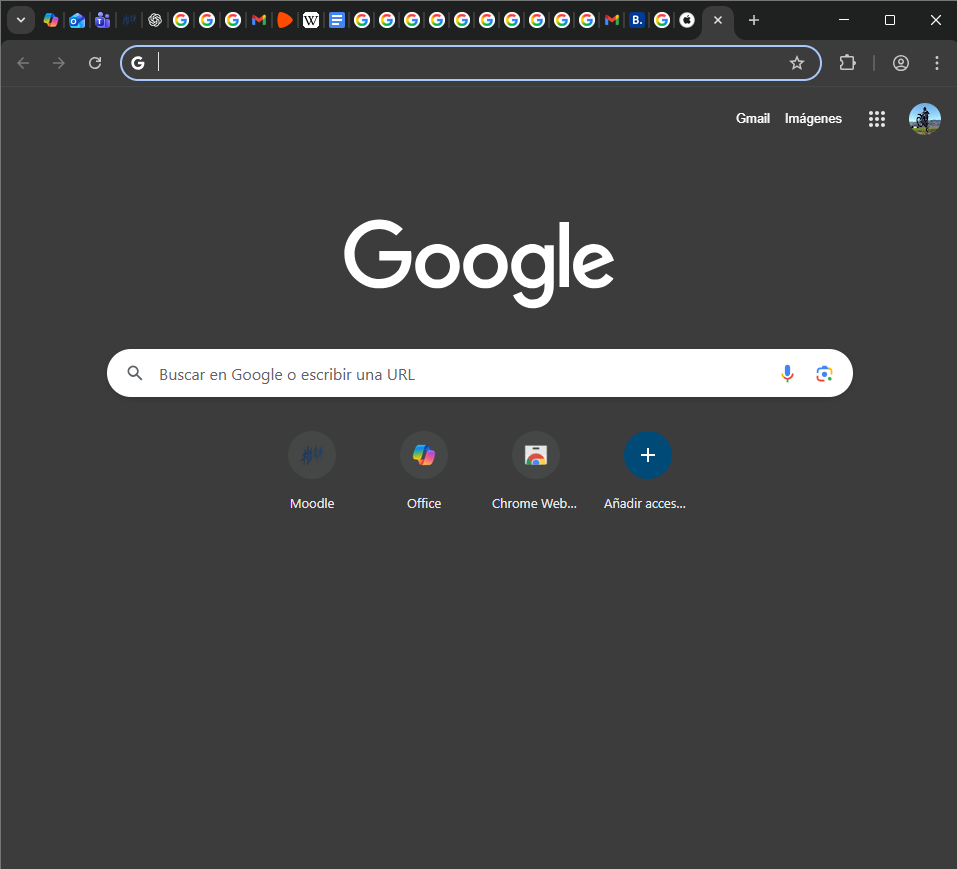 Gmail Imágenes
Google
Buscar en Google o escribir una URL
Moodle Office Chrome Web... Añadir acces...